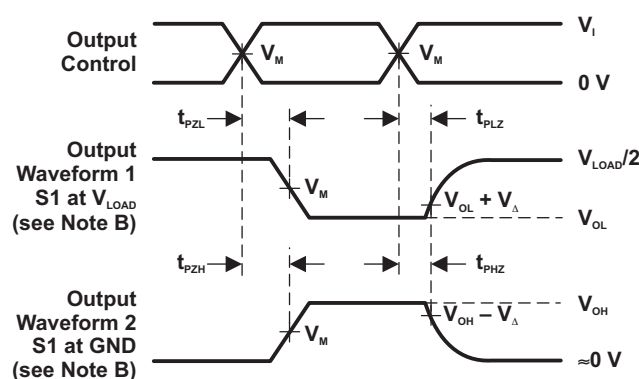 Output
Control
V_M
V_M
V_I
0 V
t_PZL
t_PLZ
Output
Waveform 1
S1 at V_LOAD
(see Note B)
V_M
V_OL + V_Δ
V_LOAD/2
V_OL
t_PZH
t_PHZ
Output
Waveform 2
S1 at GND
(see Note B)
V_M
V_OH − V_Δ
V_OH
≈0 V